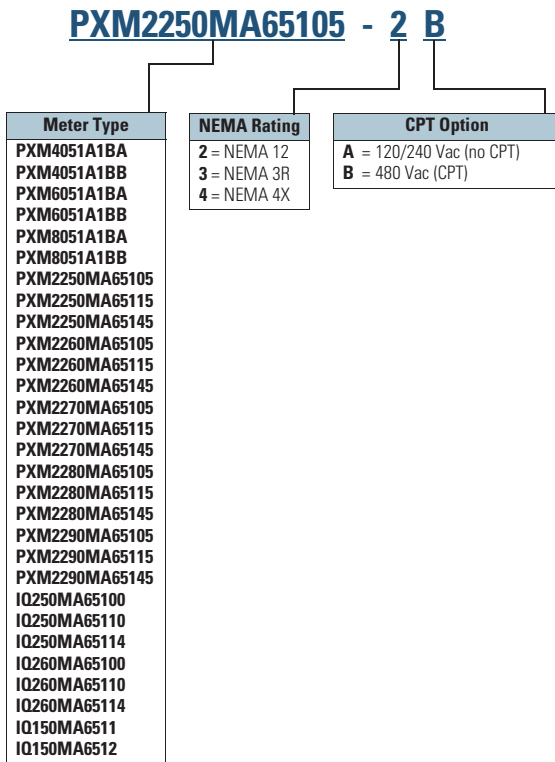 PXM2250MA65105 - 2 B
Meter Type
PXM4051A1BA
PXM4051A1BB
PXM6051A1BA
PXM6051A1BB
PXM8051A1BA
PXM8051A1BB
PXM2250MA65105
PXM2250MA65115
PXM2250MA65145
PXM2260MA65105
PXM2260MA65115
PXM2260MA65145
PXM2270MA65105
PXM2270MA65115
PXM2270MA65145
PXM2280MA65105
PXM2280MA65115
PXM2280MA65145
PXM2290MA65105
PXM2290MA65115
PXM2290MA65145
IQ250MA65100
IQ250MA65110
IQ250MA65114
IQ260MA65100
IQ260MA65110
IQ260MA65114
IQ150MA6511
IQ150MA6512
NEMA Rating
2 = NEMA 12
3 = NEMA 3R
4 = NEMA 4X
CPT Option
A = 120/240 Vac (no CPT)
B = 480 Vac (CPT)